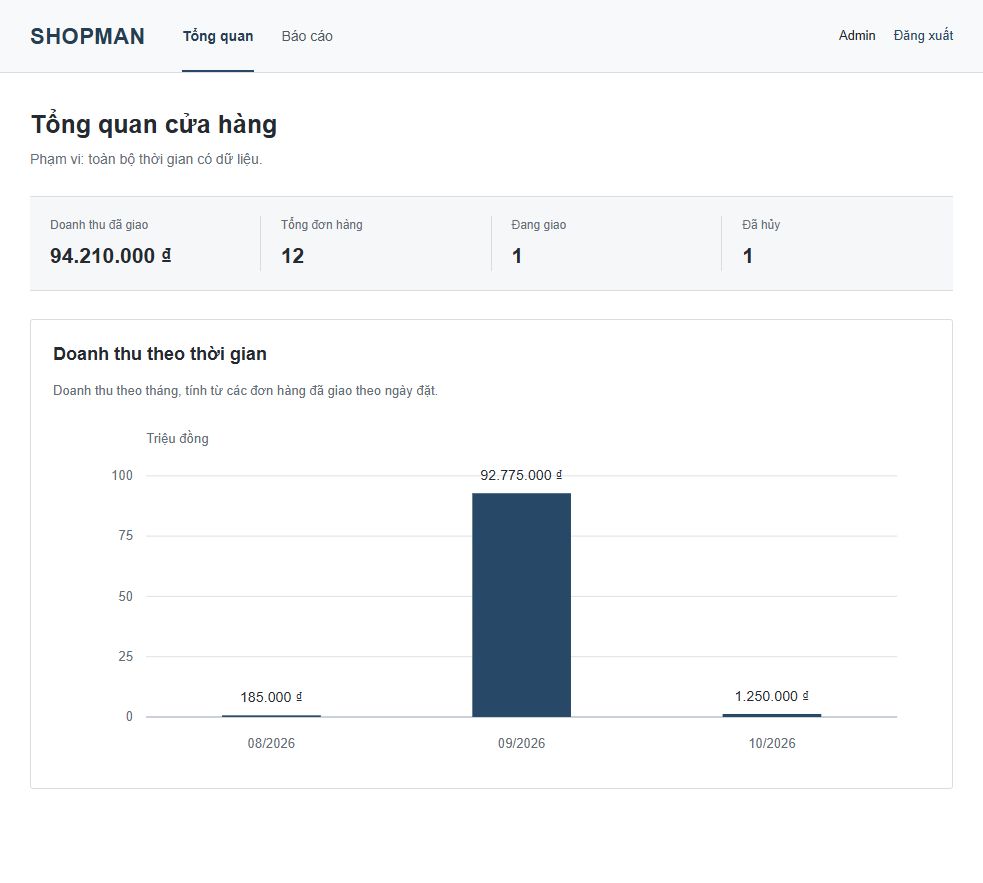 SHOPMAN
Tổng quan
Báo cáo
Admin
Đăng xuất
Tổng quan cửa hàng
Phạm vi: toàn bộ thời gian có dữ liệu.
Doanh thu đã giao
94.210.000 ₫
Tổng đơn hàng
12
Đang giao
1
Đã hủy
1
Doanh thu theo thời gian
Doanh thu theo tháng, tính từ các đơn hàng đã giao theo ngày đặt.
Triệu đồng
100
75
50
25
0
185.000 ₫
92.775.000 ₫
1.250.000 ₫
08/2026
09/2026
10/2026